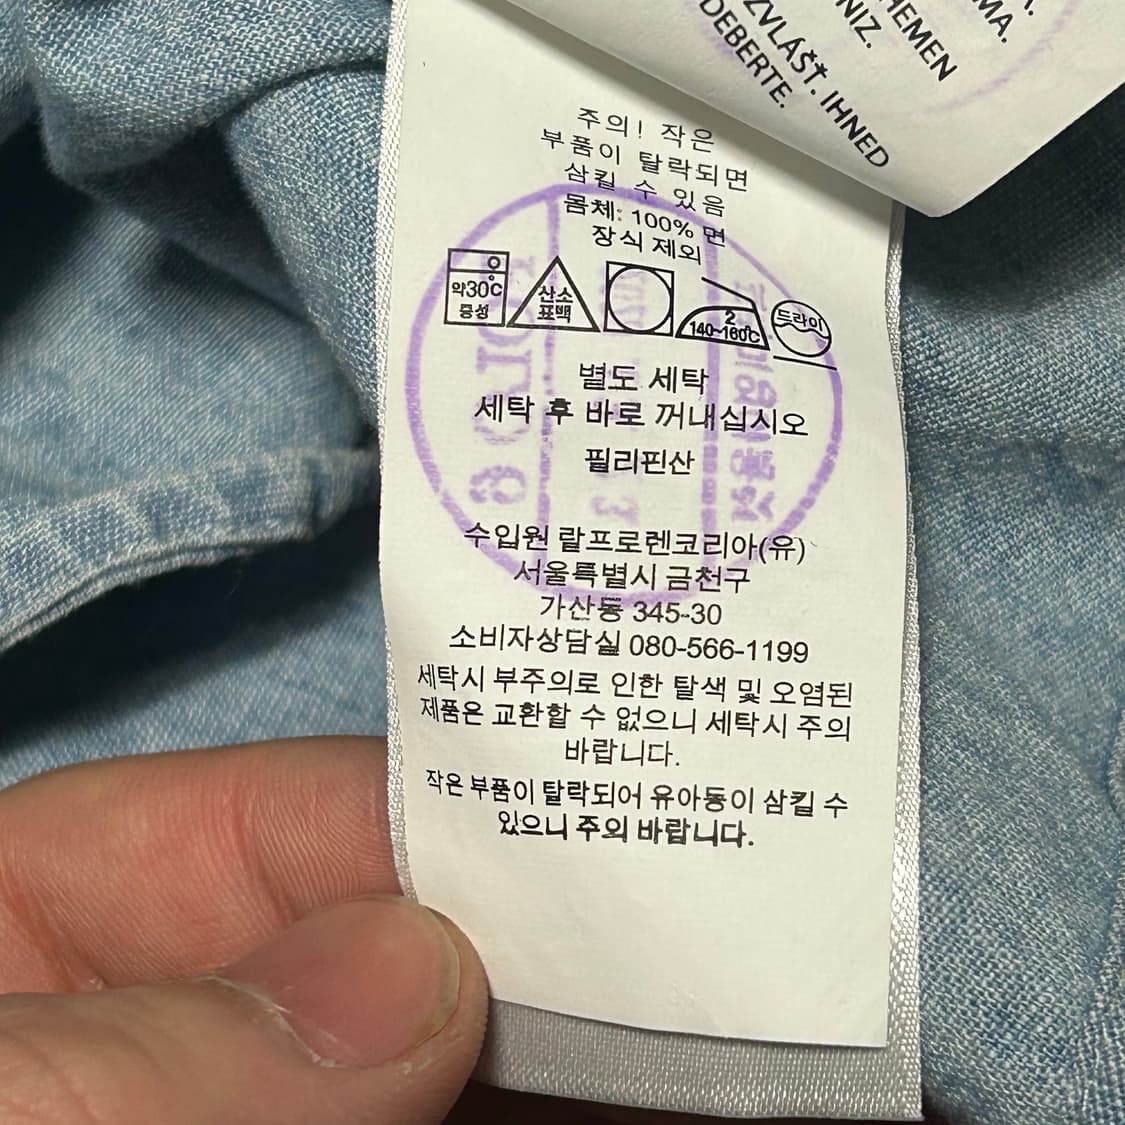 MA.
NIZ.
HEMEN
ZVLÁŠT. IHNED
DEBERTE.
주의! 작은
부품이 탈락되면
삼킬 수 있음
몸체: 100% 면
장식 제외
약30℃
중성
산소
표백
2
140~160℃
드라이
별도 세탁
세탁 후 바로 꺼내십시오
필리핀산
수입원 랄프로렌코리아(유)
서울특별시 금천구
가산동 345-30
소비자상담실 080-566-1199
세탁시 부주의로 인한 탈색 및 오염된
제품은 교환할 수 없으니 세탁시 주의
바랍니다.
작은 부품이 탈락되어 유아동이 삼킬 수
있으니 주의 바랍니다.